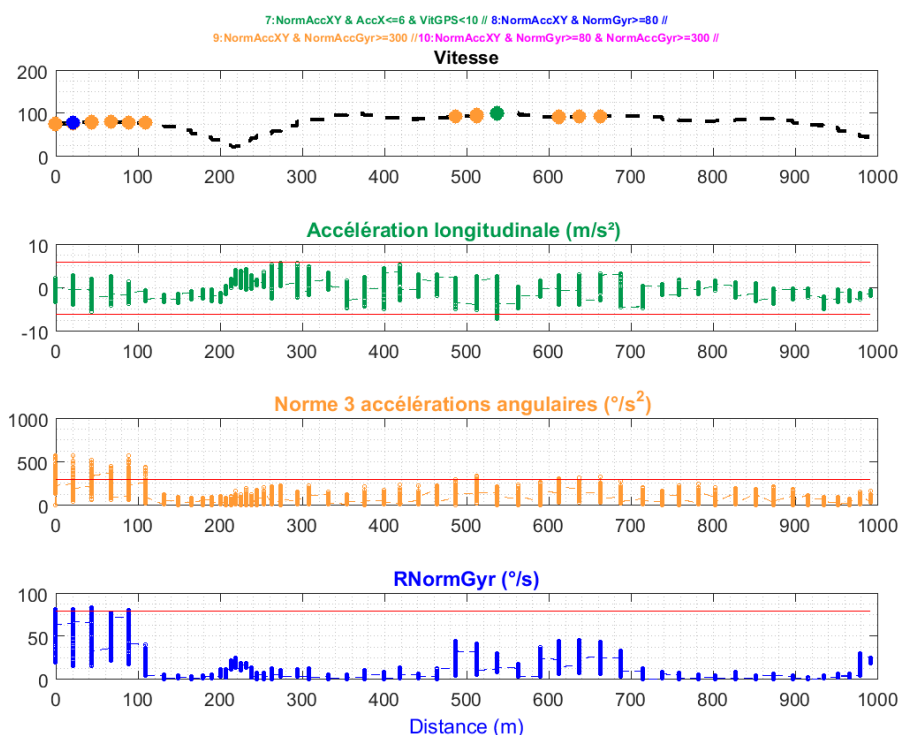 7:NormAccXY & AccX<=6 & VitGPS<10 // 8:NormAccXY & NormGyr>=80 //
9:NormAccXY & NormAccGyr>=300 //10:NormAccXY & NormGyr>=80 & NormAccGyr>=300 //
Vitesse
200
100
0
0 100 200 300 400 500 600 700 800 900 1000
Accélération longitudinale (m/s²)
10
0
-10
0 100 200 300 400 500 600 700 800 900 1000
Norme 3 accélérations angulaires (°/s²)
1000
500
0
0 100 200 300 400 500 600 700 800 900 1000
RNormGyr (°/s)
100
50
0
0 100 200 300 400 500 600 700 800 900 1000
Distance (m)